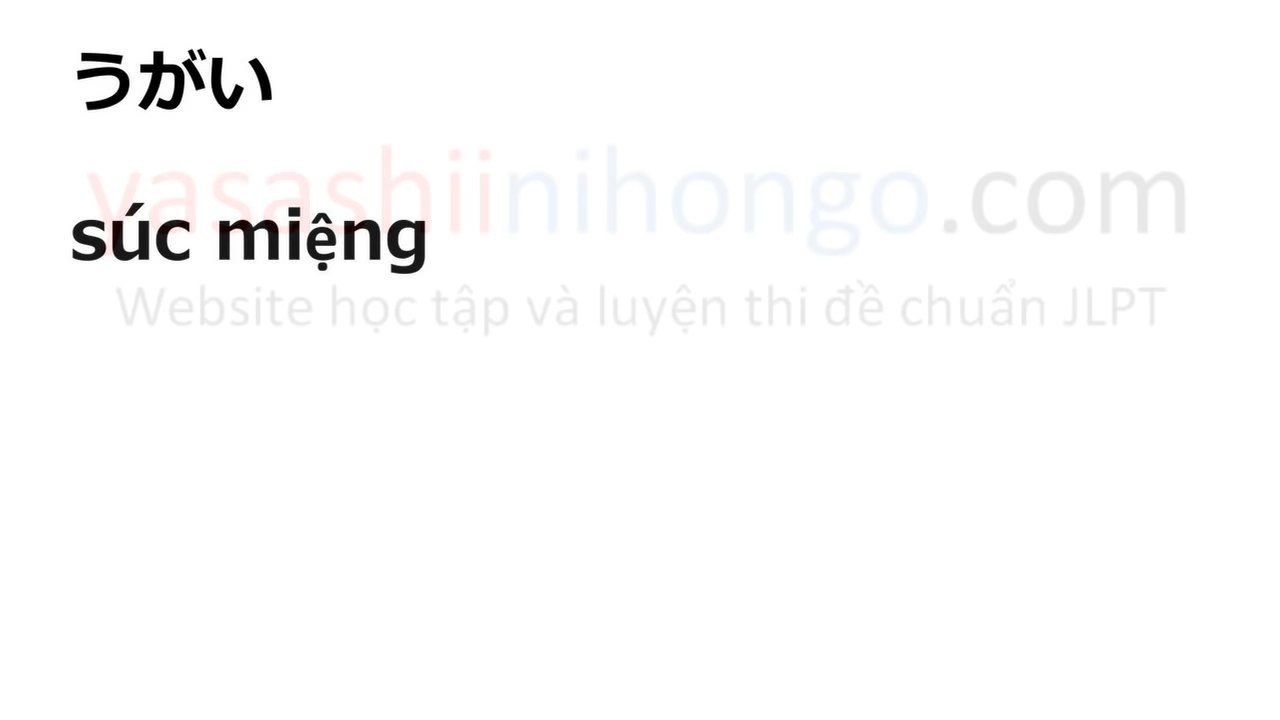 うがい
yasashiinihongo.com
súc miệng
Website học tập và luyện thi đề chuẩn JLPT